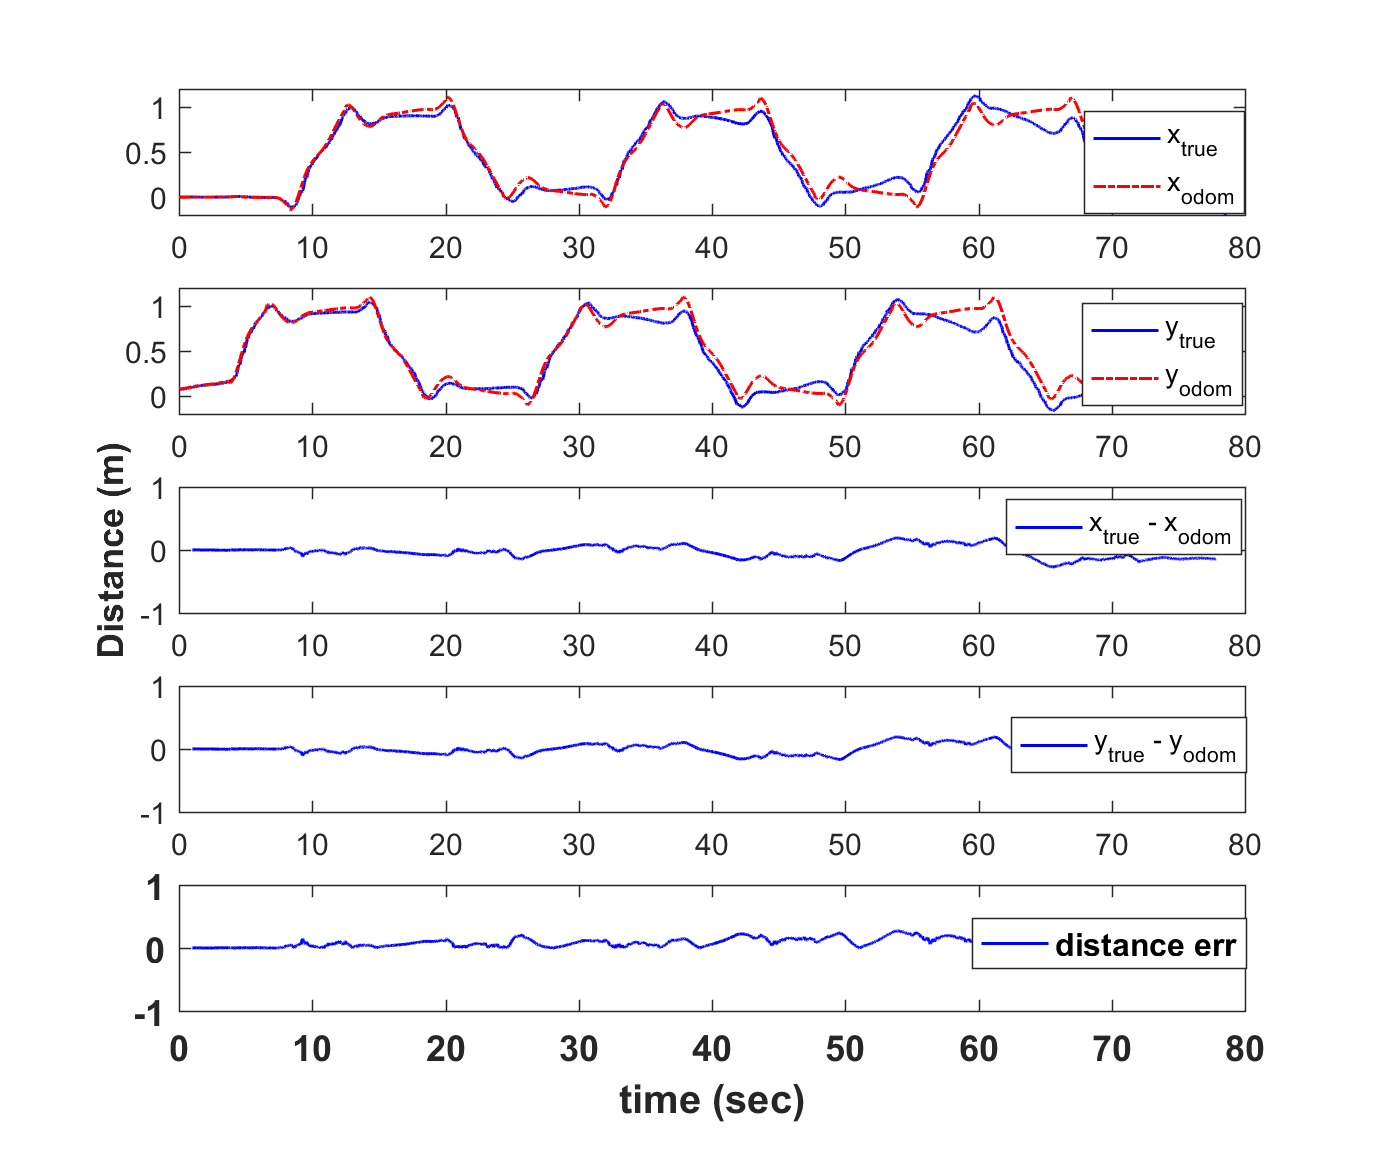 1
0.5
0
x_true
x_odom
0 10 20 30 40 50 60 70 80
1
0.5
0
y_true
y_odom
0 10 20 30 40 50 60 70 80
Distance (m)
1
0
-1
x_true - x_odom
0 10 20 30 40 50 60 70 80
1
0
-1
y_true - y_odom
0 10 20 30 40 50 60 70 80
1
0
-1
distance err
0 10 20 30 40 50 60 70 80
time (sec)